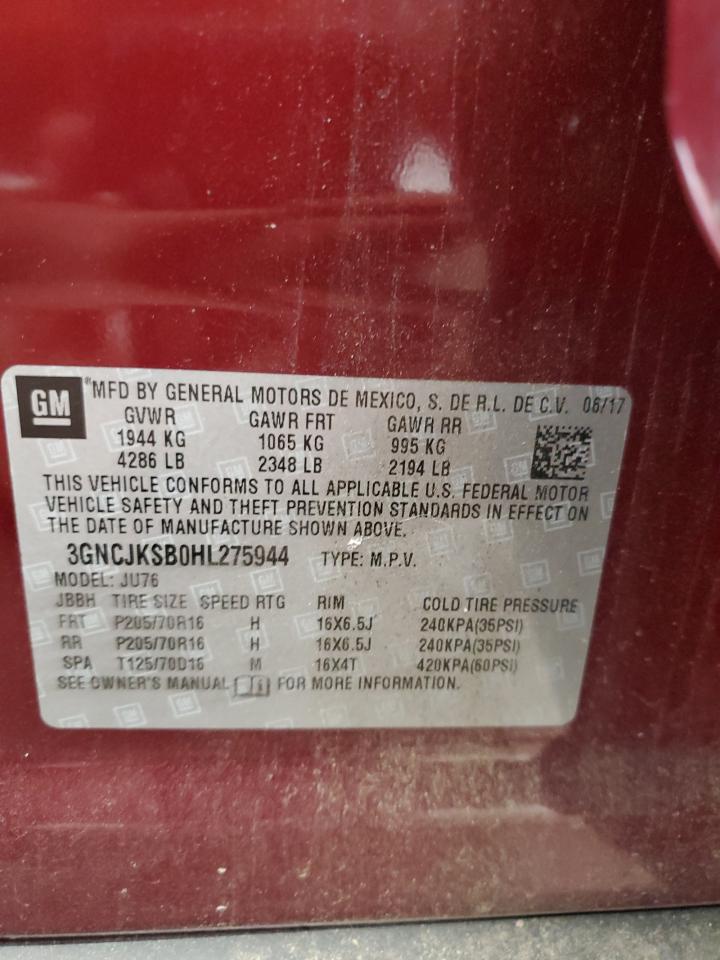 GM MFD BY GENERAL MOTORS DE MEXICO, S. DE R.L. DE C.V. 06/17
GVWR GAWR FRT GAWR RR
1944 KG 1065 KG 995 KG
4286 LB 2348 LB 2194 LB
THIS VEHICLE CONFORMS TO ALL APPLICABLE U.S. FEDERAL MOTOR
VEHICLE SAFETY AND THEFT PREVENTION STANDARDS IN EFFECT ON
THE DATE OF MANUFACTURE SHOWN ABOVE.
3GNCJKSB0HL275944 TYPE: M.P.V.
MODEL: JU76
JBBH TIRE SIZE SPEED RTG RIM COLD TIRE PRESSURE
FRT P205/70R16 H 16X6.5J 240KPA(35PSI)
RR P205/70R16 H 16X6.5J 240KPA(35PSI)
SPA T125/70D16 M 16X4T 420KPA(60PSI)
SEE OWNER'S MANUAL FOR MORE INFORMATION.